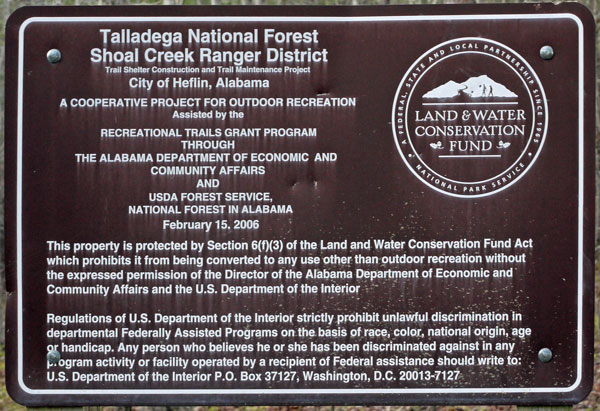 Talladega National Forest
Shoal Creek Ranger District
Trail Shelter Construction and Trail Maintenance Project
City of Heflin, Alabama
A COOPERATIVE PROJECT FOR OUTDOOR RECREATION
Assisted by the
RECREATIONAL TRAILS GRANT PROGRAM
THROUGH
THE ALABAMA DEPARTMENT OF ECONOMIC AND
COMMUNITY AFFAIRS
AND
USDA FOREST SERVICE,
NATIONAL FOREST IN ALABAMA
February 15, 2006
A FEDERAL, STATE AND LOCAL PARTNERSHIP SINCE 1965
LAND & WATER
CONSERVATION
FUND
NATIONAL PARK SERVICE
This property is protected by Section 6(f)(3) of the Land and Water Conservation Fund Act
which prohibits it from being converted to any use other than outdoor recreation without
the expressed permission of the Director of the Alabama Department of Economic and
Community Affairs and the U.S. Department of the Interior
Regulations of U.S. Department of the Interior strictly prohibit unlawful discrimination in
departmental Federally Assisted Programs on the basis of race, color, national origin, age
or handicap. Any person who believes he or she has been discriminated against in any
program activity or facility operated by a recipient of Federal assistance should write to:
U.S. Department of the Interior P.O. Box 37127, Washington, D.C. 20013-7127